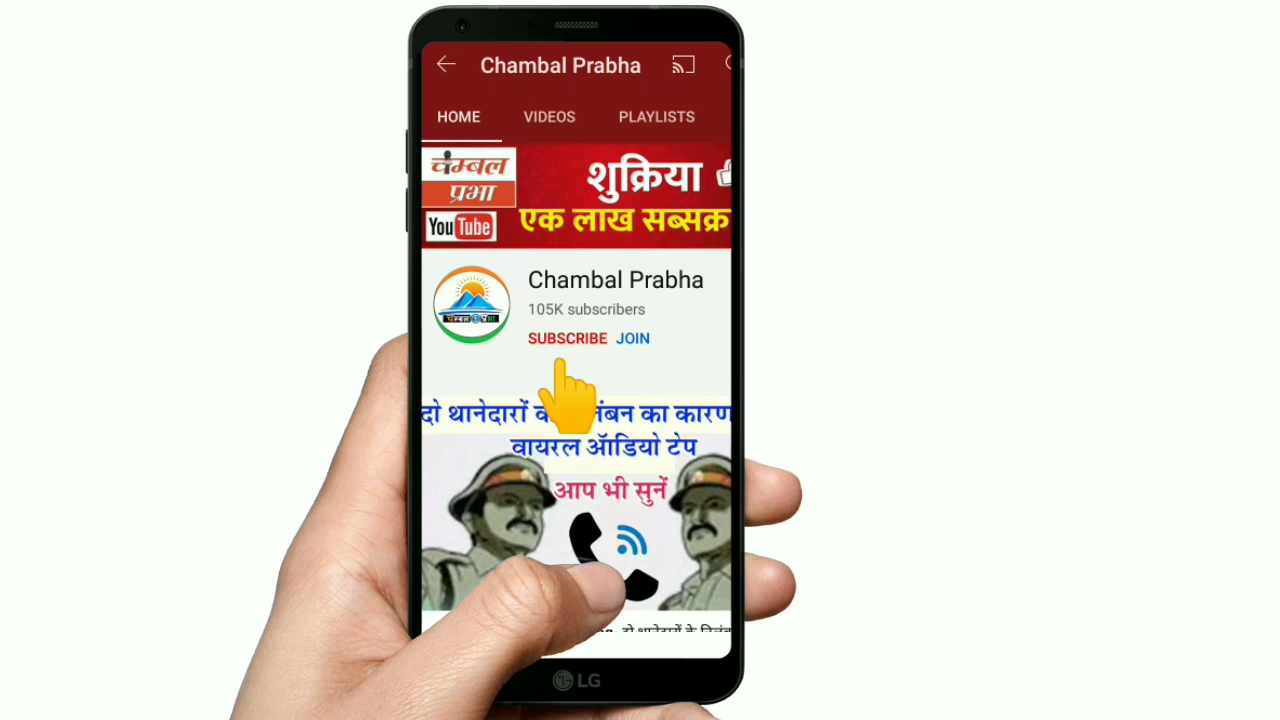 Chambal Prabha
HOME VIDEOS PLAYLISTS
चम्बल
प्रभा
YouTube
शुक्रिया
एक लाख सब्सक्र
Chambal Prabha
105K subscribers
SUBSCRIBE JOIN
दो थानेदारों का कारण
वायरल ऑडियो टेप
आप भी सुनें
LG